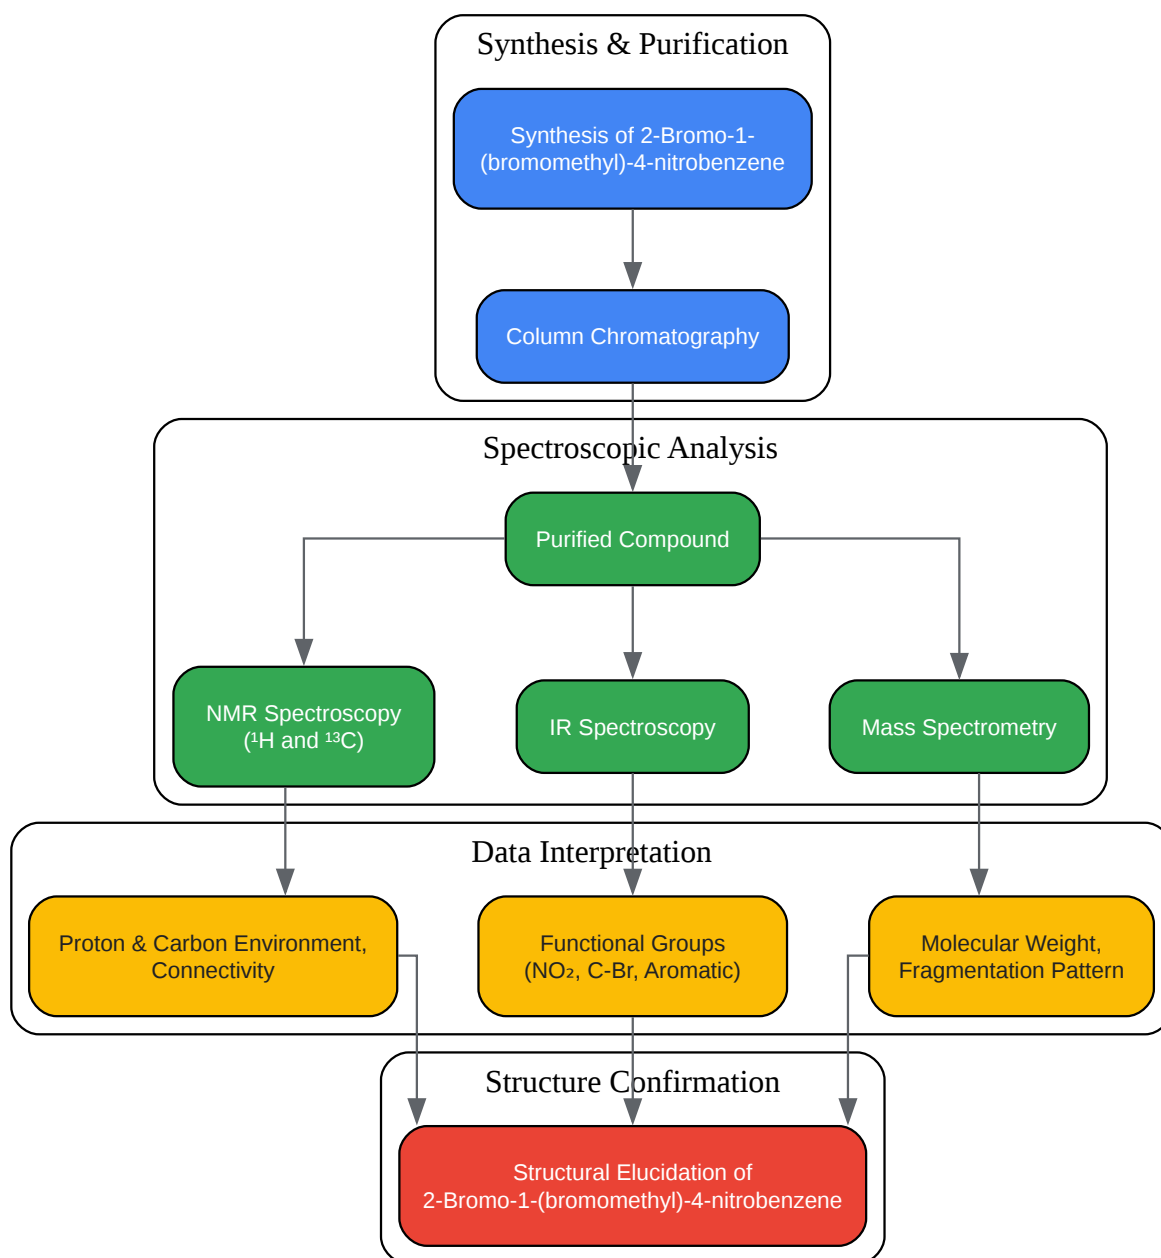 Synthesis & Purification
Synthesis of 2-Bromo-1-
(bromomethyl)-4-nitrobenzene
Column Chromatography
Spectroscopic Analysis
Purified Compound
NMR Spectroscopy
(¹H and ¹³C)
IR Spectroscopy
Mass Spectrometry
Data Interpretation
Proton & Carbon Environment,
Connectivity
Functional Groups
(NO₂, C-Br, Aromatic)
Molecular Weight,
Fragmentation Pattern
Structure Confirmation
Structural Elucidation of
2-Bromo-1-(bromomethyl)-4-nitrobenzene